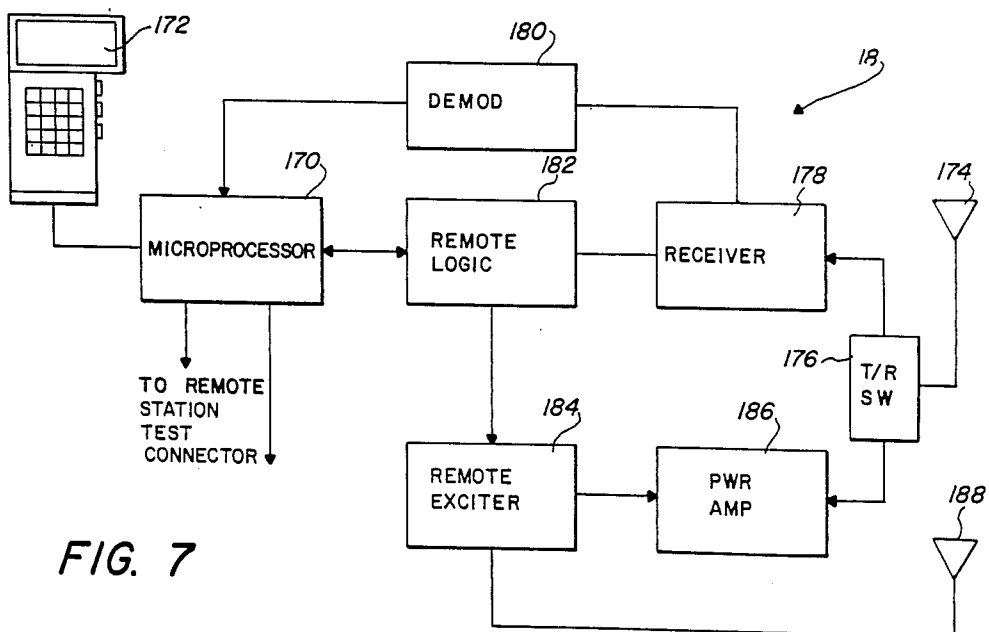 172
180
DEMOD
18
170
182
178
174
MICROPROCESSOR
REMOTE
LOGIC
RECEIVER
176
T/R
SW
TO REMOTE
STATION
TEST
CONNECTOR
184
186
REMOTE
EXCITER
PWR
AMP
188
FIG. 7